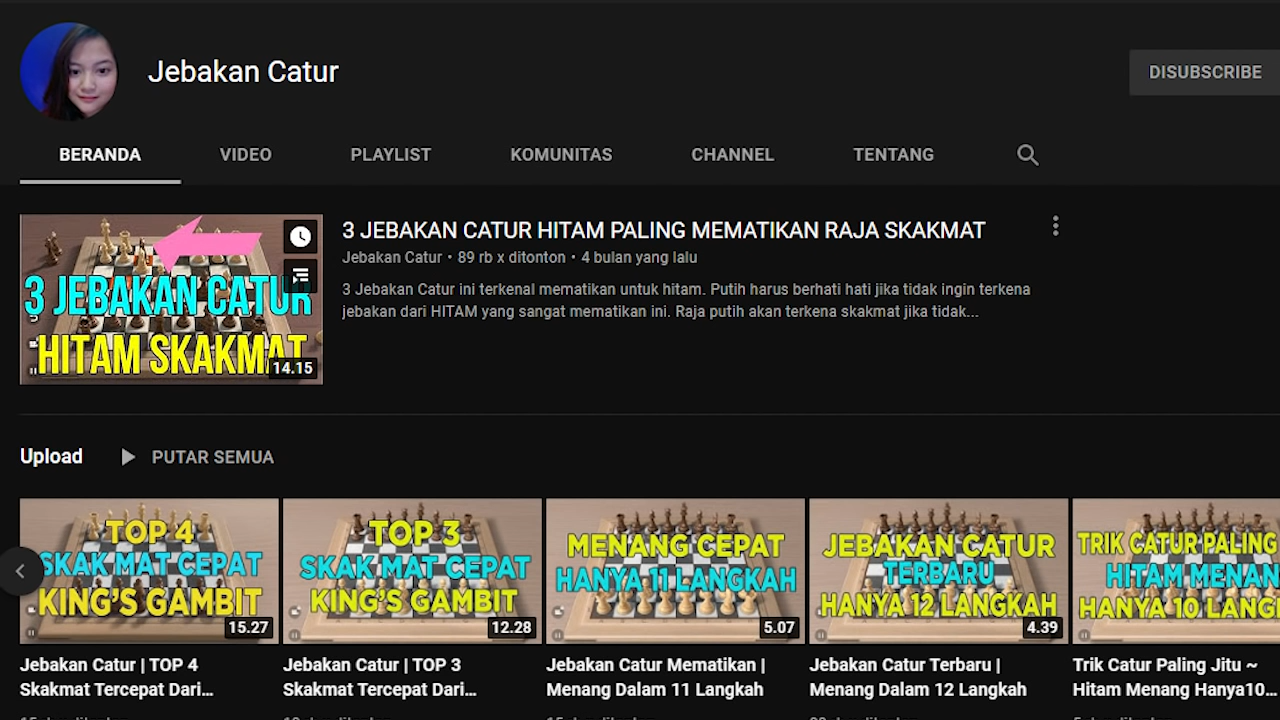 Jebakan Catur
DISUBSCRIBE
BERANDA VIDEO PLAYLIST KOMUNITAS CHANNEL TENTANG
3 JEBAKAN CATUR
HITAM SKAKMAT
14.15
3 JEBAKAN CATUR HITAM PALING MEMATIKAN RAJA SKAKMAT
Jebakan Catur • 89 rb x ditonton • 4 bulan yang lalu
3 Jebakan Catur ini terkenal mematikan untuk hitam. Putih harus berhati hati jika tidak ingin terkena
jebakan dari HITAM yang sangat mematikan ini. Raja putih akan terkena skakmat jika tidak...
Upload PUTAR SEMUA
TOP 4
SKAK MAT CEPAT
KING'S GAMBIT
15.27
Jebakan Catur | TOP 4
Skakmat Tercepat Dari...
TOP 3
SKAK MAT CEPAT
KING'S GAMBIT
12.28
Jebakan Catur | TOP 3
Skakmat Tercepat Dari...
MENANG CEPAT
HANYA 11 LANGKAH
5.07
Jebakan Catur Mematikan |
Menang Dalam 11 Langkah
JEBAKAN CATUR
TERBARU
HANYA 12 LANGKAH
4.39
Jebakan Catur Terbaru |
Menang Dalam 12 Langkah
TRIK CATUR PALING
HITAM MENAN
HANYA 10 LANGK
Trik Catur Paling Jitu ~
Hitam Menang Hanya10...